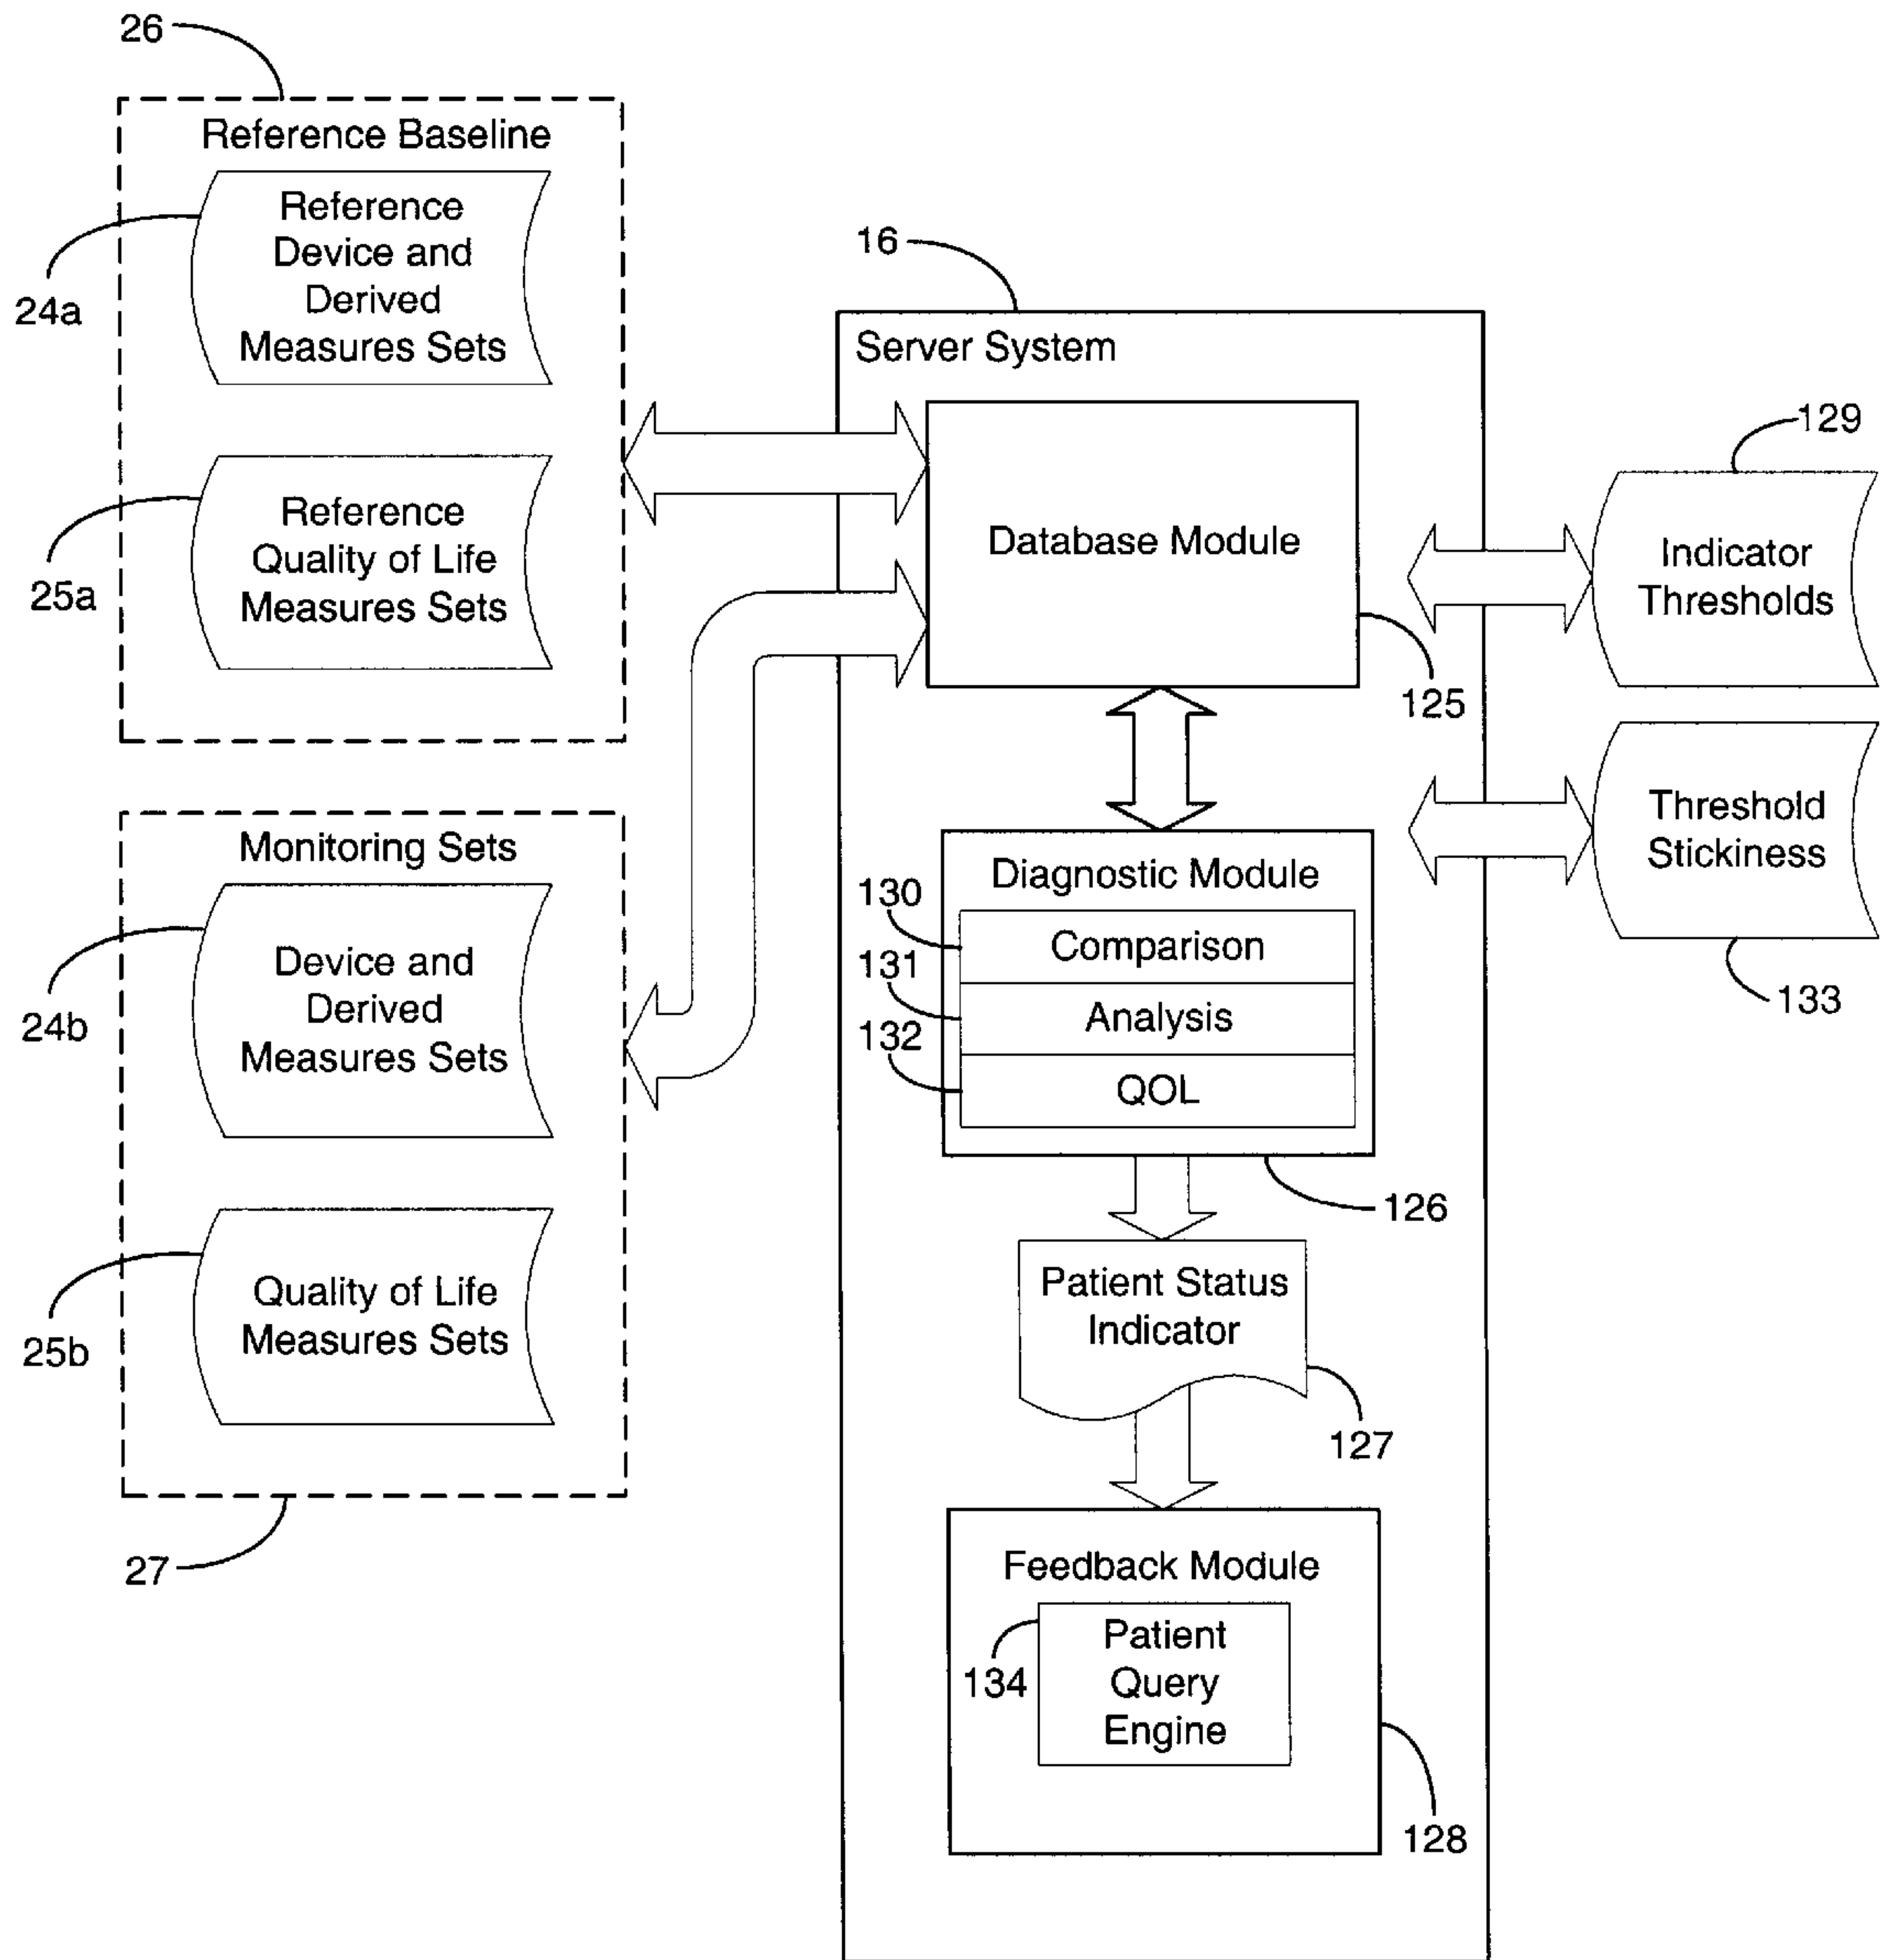 26
Reference Baseline
Reference
Device and
Derived
Measures Sets
24a
Reference
Quality of Life
Measures Sets
25a
Monitoring Sets
Device and
Derived
Measures Sets
24b
Quality of Life
Measures Sets
25b
27
16
Server System
Database Module
125
Diagnostic Module
130
Comparison
131
Analysis
132
QOL
126
Patient Status
Indicator
127
Feedback Module
134
Patient
Query
Engine
128
129
Indicator
Thresholds
Threshold
Stickiness
133